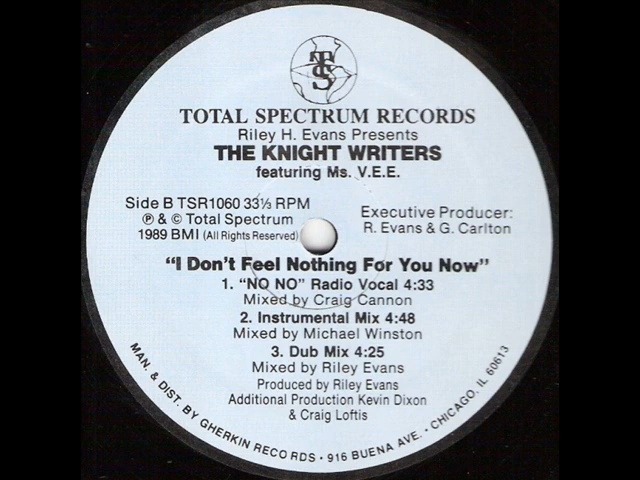 TS
TOTAL SPECTRUM RECORDS
Riley H. Evans Presents
THE KNIGHT WRITERS
featuring Ms. V.E.E.
Side B TSR1060 33⅓ RPM
℗ & © Total Spectrum
1989 BMI (All Rights Reserved)
Executive Producer:
R. Evans & G. Carlton
“I Don't Feel Nothing For You Now”
1. “NO NO” Radio Vocal 4:33
Mixed by Craig Cannon
2. Instrumental Mix 4:48
Mixed by Michael Winston
3. Dub Mix 4:25
Mixed by Riley Evans
Produced by Riley Evans
Additional Production Kevin Dixon
& Craig Loftis
MAN. & DIST. BY GHERKIN RECORDS • 916 BUENA AVE. • CHICAGO, IL 60613